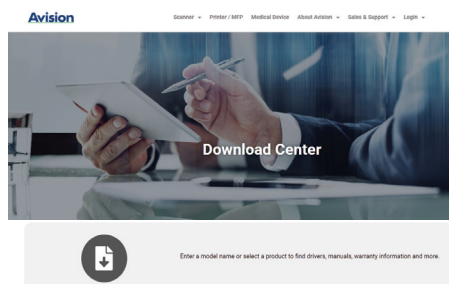 Avision
Scanner Printer / MFP Medical Device About Avision Sales & Support Login
Download Center
Enter a model name or select a product to find drivers, manuals, warranty information and more.